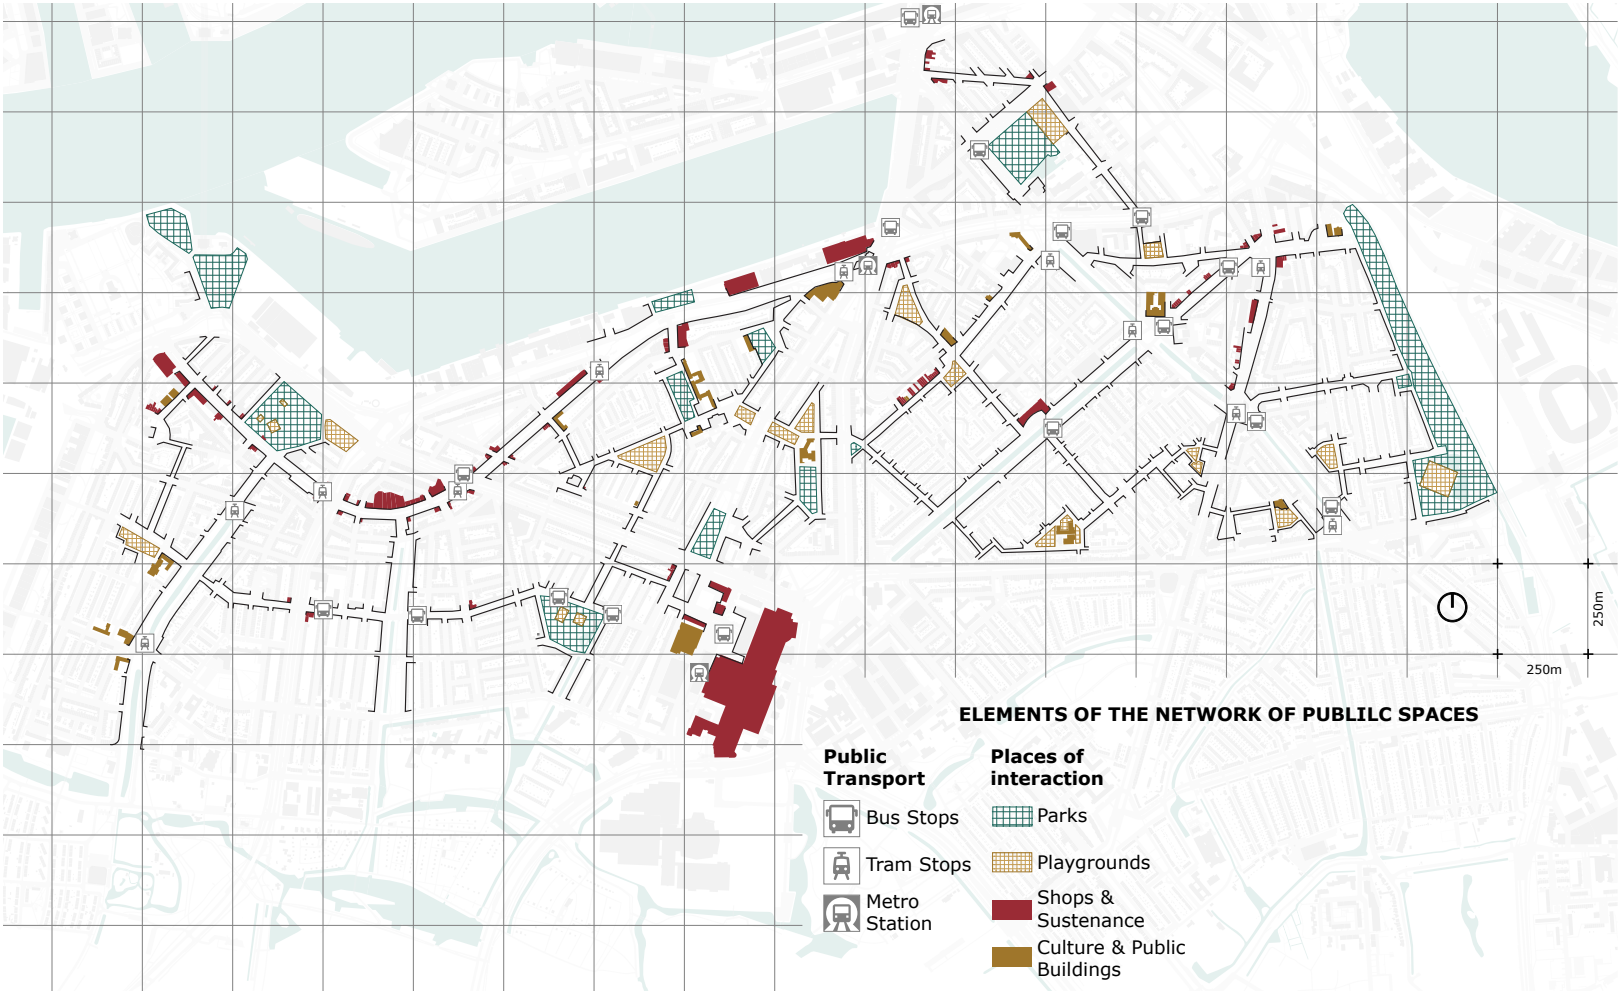 250m
250m
ELEMENTS OF THE NETWORK OF PUBLILC SPACES
Public
Transport
Bus Stops
Tram Stops
Metro
Station
Places of
interaction
Parks
Playgrounds
Shops &
Sustenance
Culture & Public
Buildings